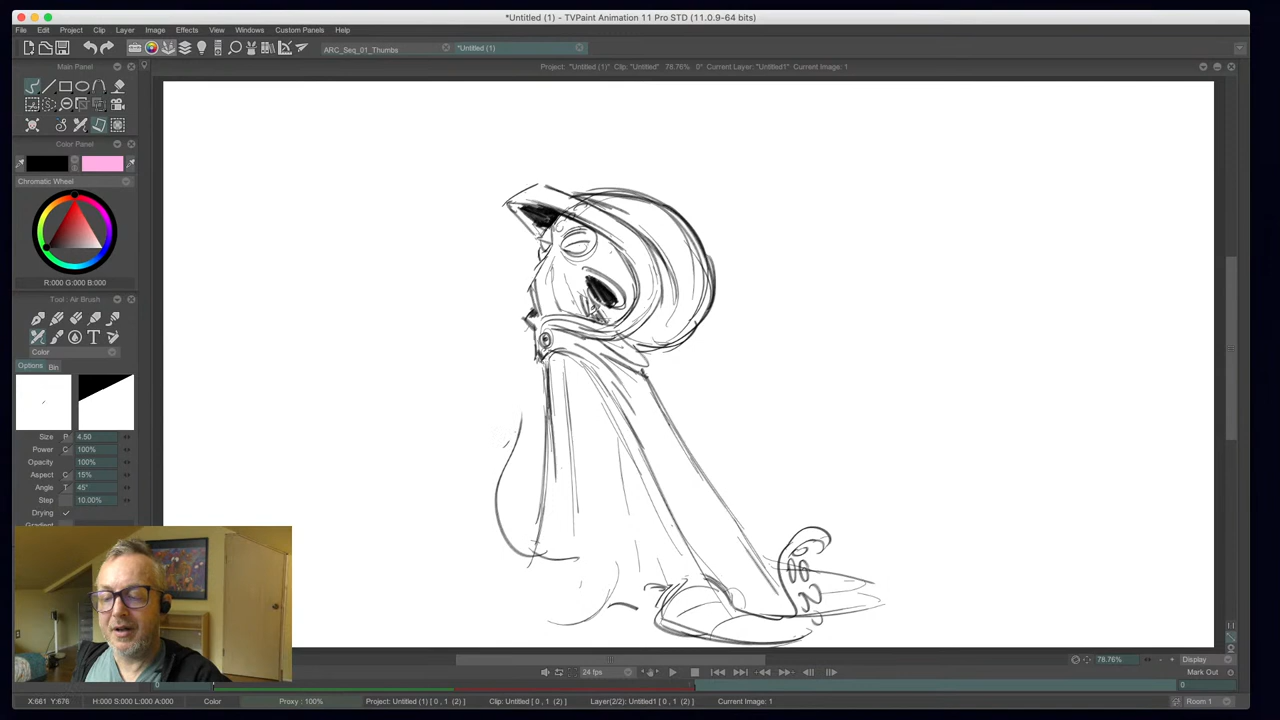 *Untitled (1) - TVPaint Animation 11 Pro STD (11.0.9-64 bits)
File Edit Project Clip Layer Image Effects View Windows Custom Panels Help
ARC_Seq_01_Thumbs *Untitled (1)
Main Panel
Project: "Untitled (1)" Clip: "Untitled" 78.76% 0° Current Layer: "Untitled1" Current Image: 1
Color Panel
Chromatic Wheel
R:000 G:000 B:000
Tool : Air Brush
T
Color
Options Bin
Size P 4.50
Power C 100%
Opacity 100%
Aspect C 15%
Angle T 45°
Step 10.00%
Drying
Gradient
78.76% Display
24 fps Mark Out
0 0
X:661 Y:676 H:000 S:000 L:000 A:000 Color Proxy : 100% Project: Untitled (1) [ 0 , 1 (2) ] Clip: Untitled [ 0 , 1 (2) ] Layer(2/2): Untitled1 [ 0 , 1 (2) ] Current Image: 1 Room 1